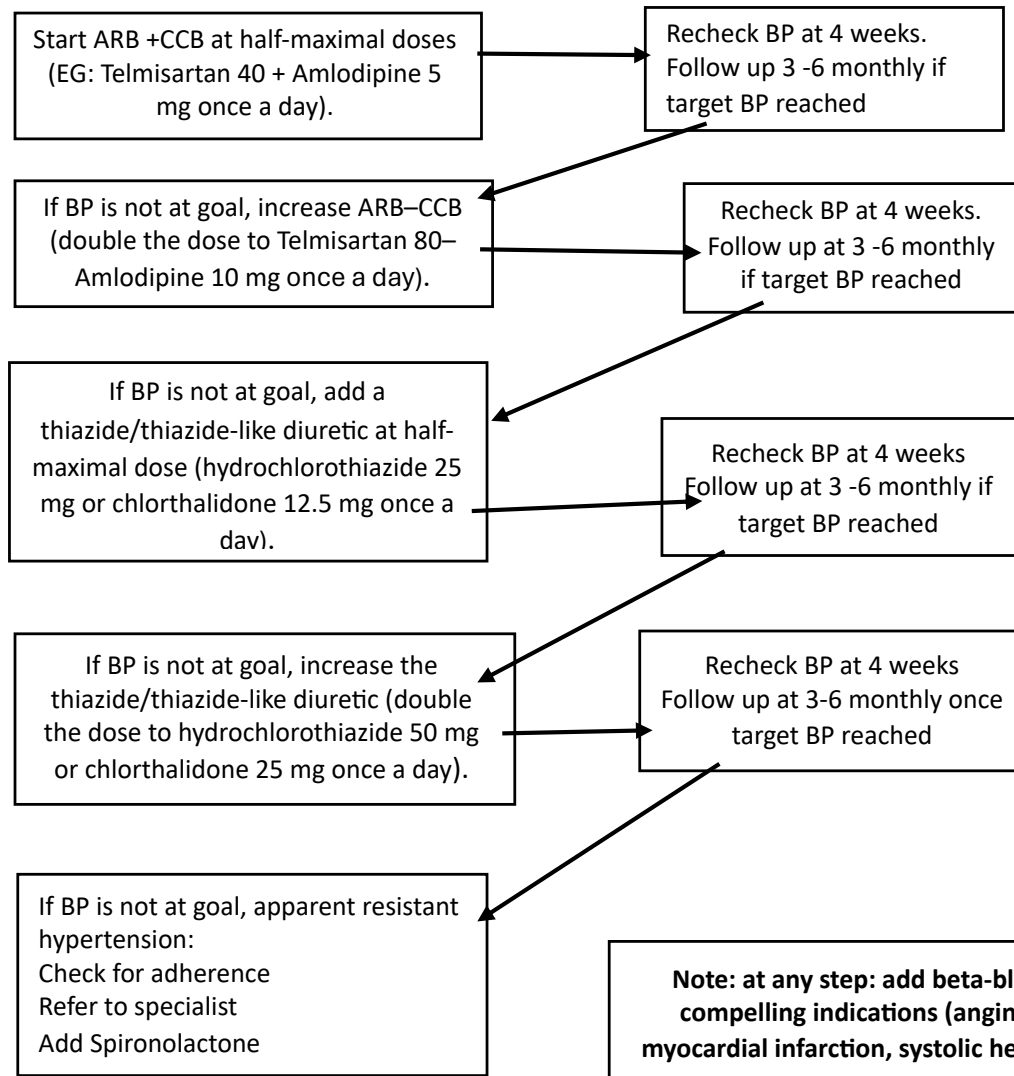 Start ARB +CCB at half-maximal doses
(EG: Telmisartan 40 + Amlodipine 5
mg once a day).
Recheck BP at 4 weeks.
Follow up 3 -6 monthly if
target BP reached
If BP is not at goal, increase ARB–CCB
(double the dose to Telmisartan 80–
Amlodipine 10 mg once a day).
Recheck BP at 4 weeks.
Follow up at 3 -6 monthly
if target BP reached
If BP is not at goal, add a
thiazide/thiazide-like diuretic at half-
maximal dose (hydrochlorothiazide 25
mg or chlorthalidone 12.5 mg once a
day).
Recheck BP at 4 weeks
Follow up at 3 -6 monthly if
target BP reached
If BP is not at goal, increase the
thiazide/thiazide-like diuretic (double
the dose to hydrochlorothiazide 50 mg
or chlorthalidone 25 mg once a day).
Recheck BP at 4 weeks
Follow up at 3-6 monthly once
target BP reached
If BP is not at goal, apparent resistant
hypertension:
Check for adherence
Refer to specialist
Add Spironolactone
Note: at any step: add
compelling indications
myocardial infarction, systolic